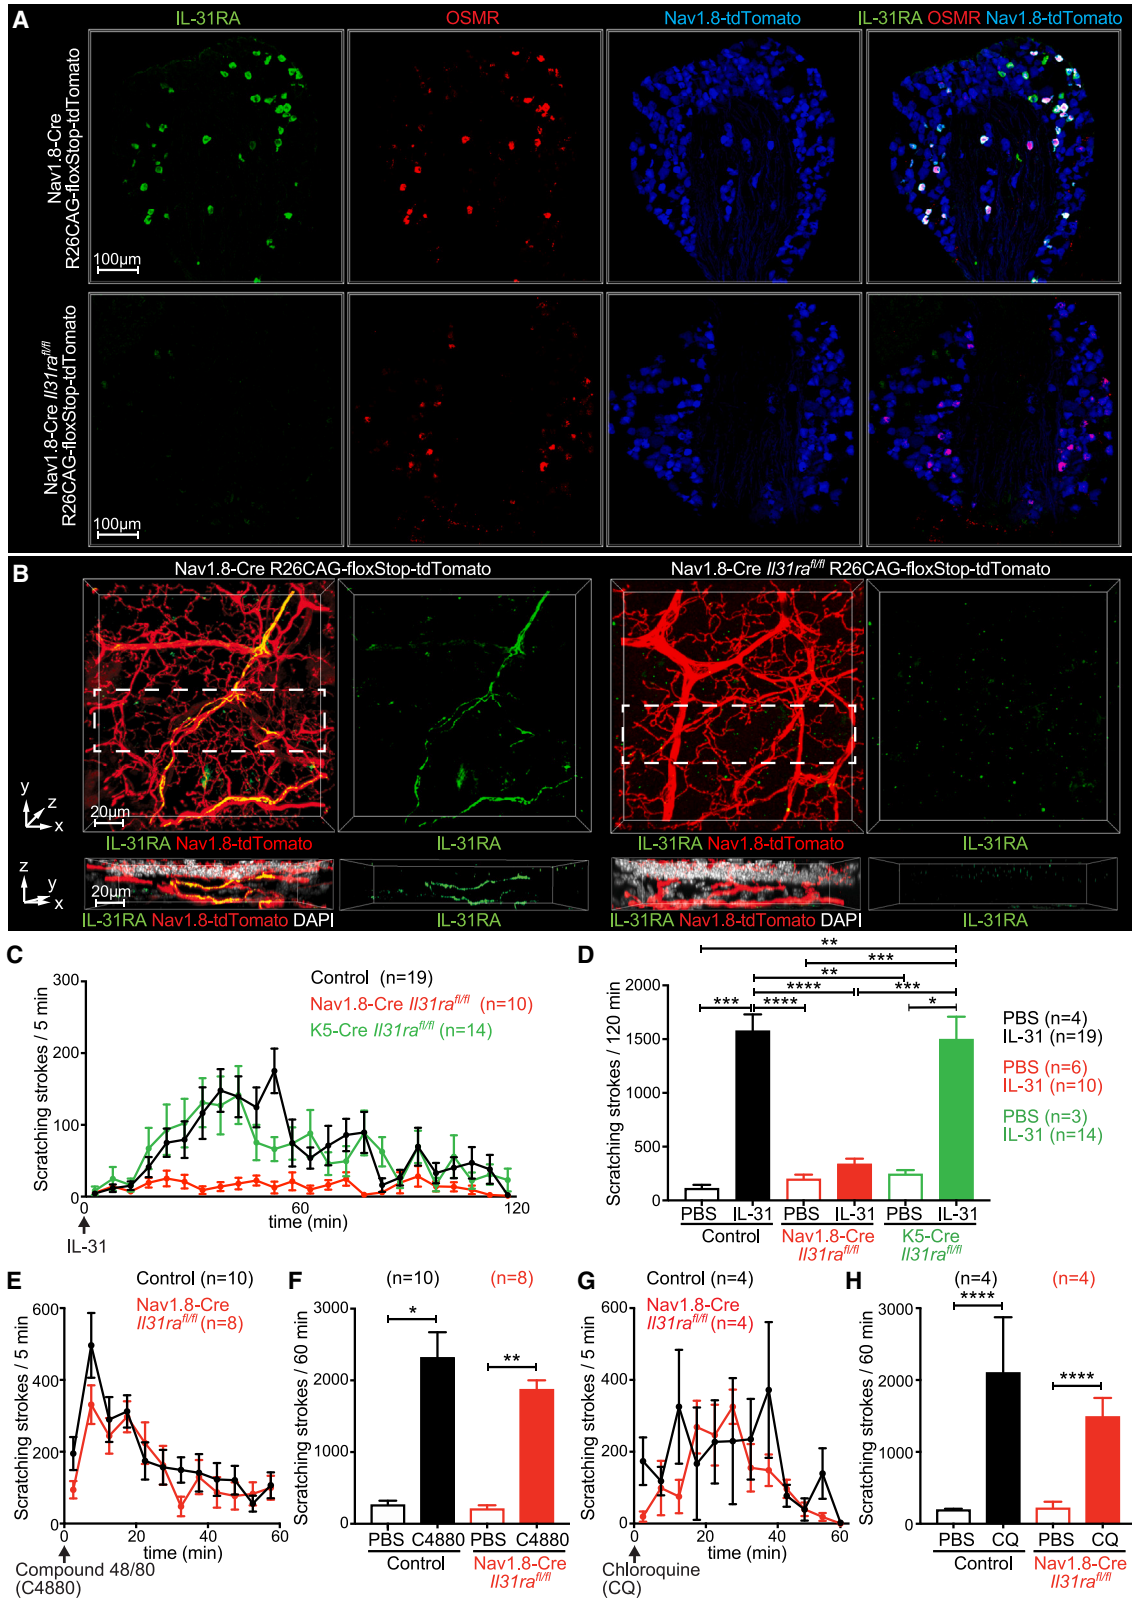 A
IL-31RA
OSMR
Nav1.8-tdTomato
IL-31RA OSMR Nav1.8-tdTomato
Nav1.8-Cre
R26CAG-floxStop-tdTomato
100µm
Nav1.8-Cre Il31ra^fl/fl
R26CAG-floxStop-tdTomato
100µm
B
Nav1.8-Cre R26CAG-floxStop-tdTomato
Nav1.8-Cre Il31ra^fl/fl R26CAG-floxStop-tdTomato
y
z
x
20µm
IL-31RA Nav1.8-tdTomato
IL-31RA
IL-31RA Nav1.8-tdTomato
IL-31RA
z
y
x
20µm
IL-31RA Nav1.8-tdTomato DAPI
IL-31RA
IL-31RA Nav1.8-tdTomato DAPI
IL-31RA
C
Control (n=19)
Nav1.8-Cre Il31ra^fl/fl (n=10)
K5-Cre Il31ra^fl/fl (n=14)
Scratching strokes / 5 min
300
200
100
0
0
60
120
time (min)
IL-31
D
**
***
**
****
***
***
****
*
Scratching strokes / 120 min
2000
1500
1000
500
0
PBS (n=4)
IL-31 (n=19)
PBS (n=6)
IL-31 (n=10)
PBS (n=3)
IL-31 (n=14)
PBS IL-31 PBS IL-31 PBS IL-31
Control
Nav1.8-Cre
Il31ra^fl/fl
K5-Cre
Il31ra^fl/fl
E
Control (n=10)
Nav1.8-Cre
Il31ra^fl/fl (n=8)
Scratching strokes / 5 min
600
400
200
0
0
20
40
60
time (min)
Compound 48/80
(C4880)
F
(n=10)
(n=8)
*
**
Scratching strokes / 60 min
3000
2000
1000
0
PBS C4880 PBS C4880
Control
Nav1.8-Cre
Il31ra^fl/fl
G
Control (n=4)
Nav1.8-Cre
Il31ra^fl/fl (n=4)
Scratching strokes / 5 min
600
400
200
0
0
20
40
60
time (min)
Chloroquine
(CQ)
H
(n=4)
(n=4)
****
****
Scratching strokes / 60 min
3000
2000
1000
0
PBS CQ PBS CQ
Control
Nav1.8-Cre
Il31ra^fl/fl